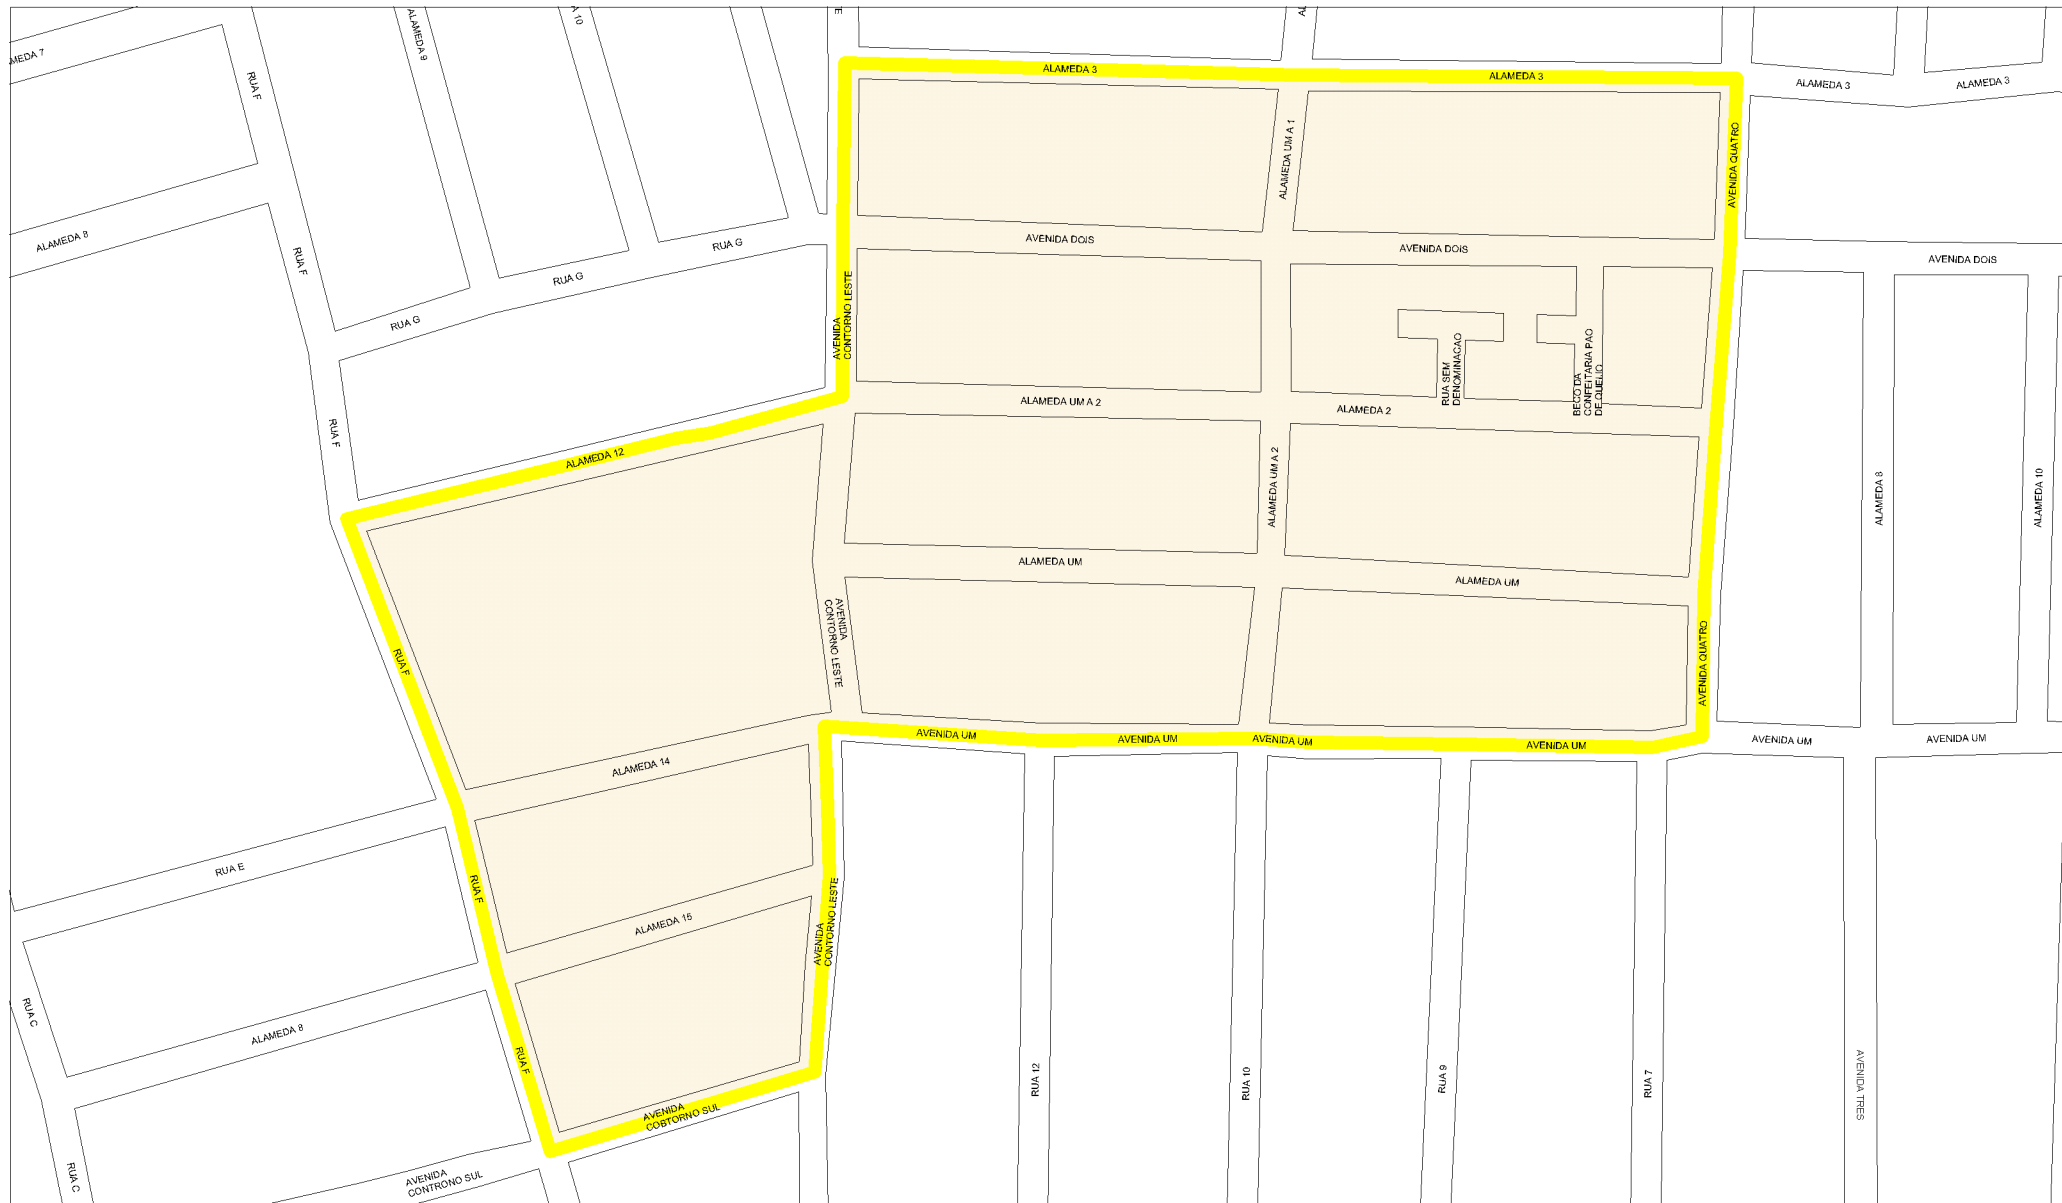 E
AL
A 10
ALAMEDA 9
MEDA 7
RUA F
ALAMEDA 3
ALAMEDA 3
ALAMEDA 3
ALAMEDA 3
AVENIDA QUATRO
ALAMEDA UM A 1
ALAMEDA 8
RUA F
RUA G
RUA G
RUA G
AVENIDA DOIS
AVENIDA DOIS
AVENIDA DOIS
AVENIDA
CONTORNO LESTE
RUA SEM
DENOMINACAO
BECO DA
CONFEITARIA PAO
DE QUEIJO
ALAMEDA UM A 2
ALAMEDA 2
RUA F
ALAMEDA 12
ALAMEDA UM A 2
ALAMEDA 8
ALAMEDA 10
ALAMEDA UM
ALAMEDA UM
AVENIDA
CONTORNO LESTE
RUA F
AVENIDA QUATRO
AVENIDA UM
AVENIDA UM
AVENIDA UM
AVENIDA UM
AVENIDA UM
AVENIDA UM
ALAMEDA 14
RUA E
RUA F
ALAMEDA 15
AVENIDA
CONTORNO LESTE
RUA C
ALAMEDA 8
RUA F
RUA 12
RUA 10
RUA 9
RUA 7
AVENIDA TRES
AVENIDA
COBTORNO SUL
RUA C
AVENIDA
CONTRONO SUL